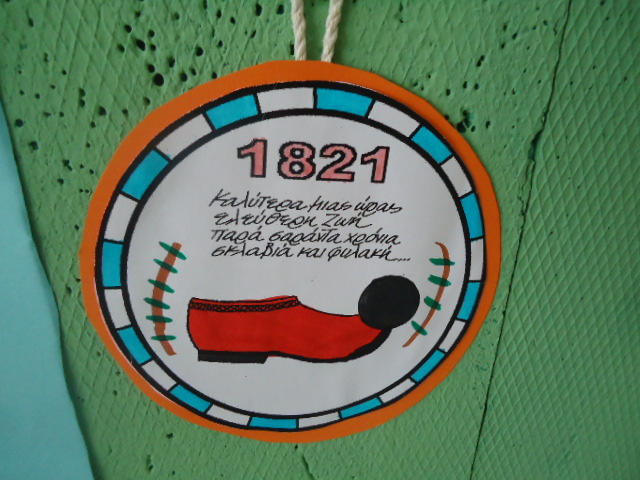 1821
Καλύτερα μιας ώρας
ελεύθερη ζωή
παρά σαράντα χρόνια
σκλαβιά και φυλακή....